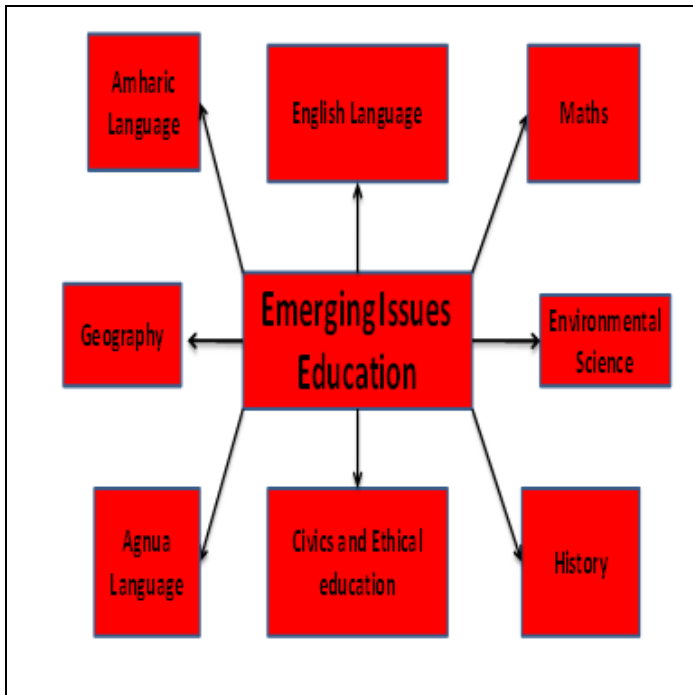 Amharic
Language
English Language
Maths
Geography
Emerging Issues
Education
Environmental
Science
Agnua
Language
Civics and Ethical
education
History